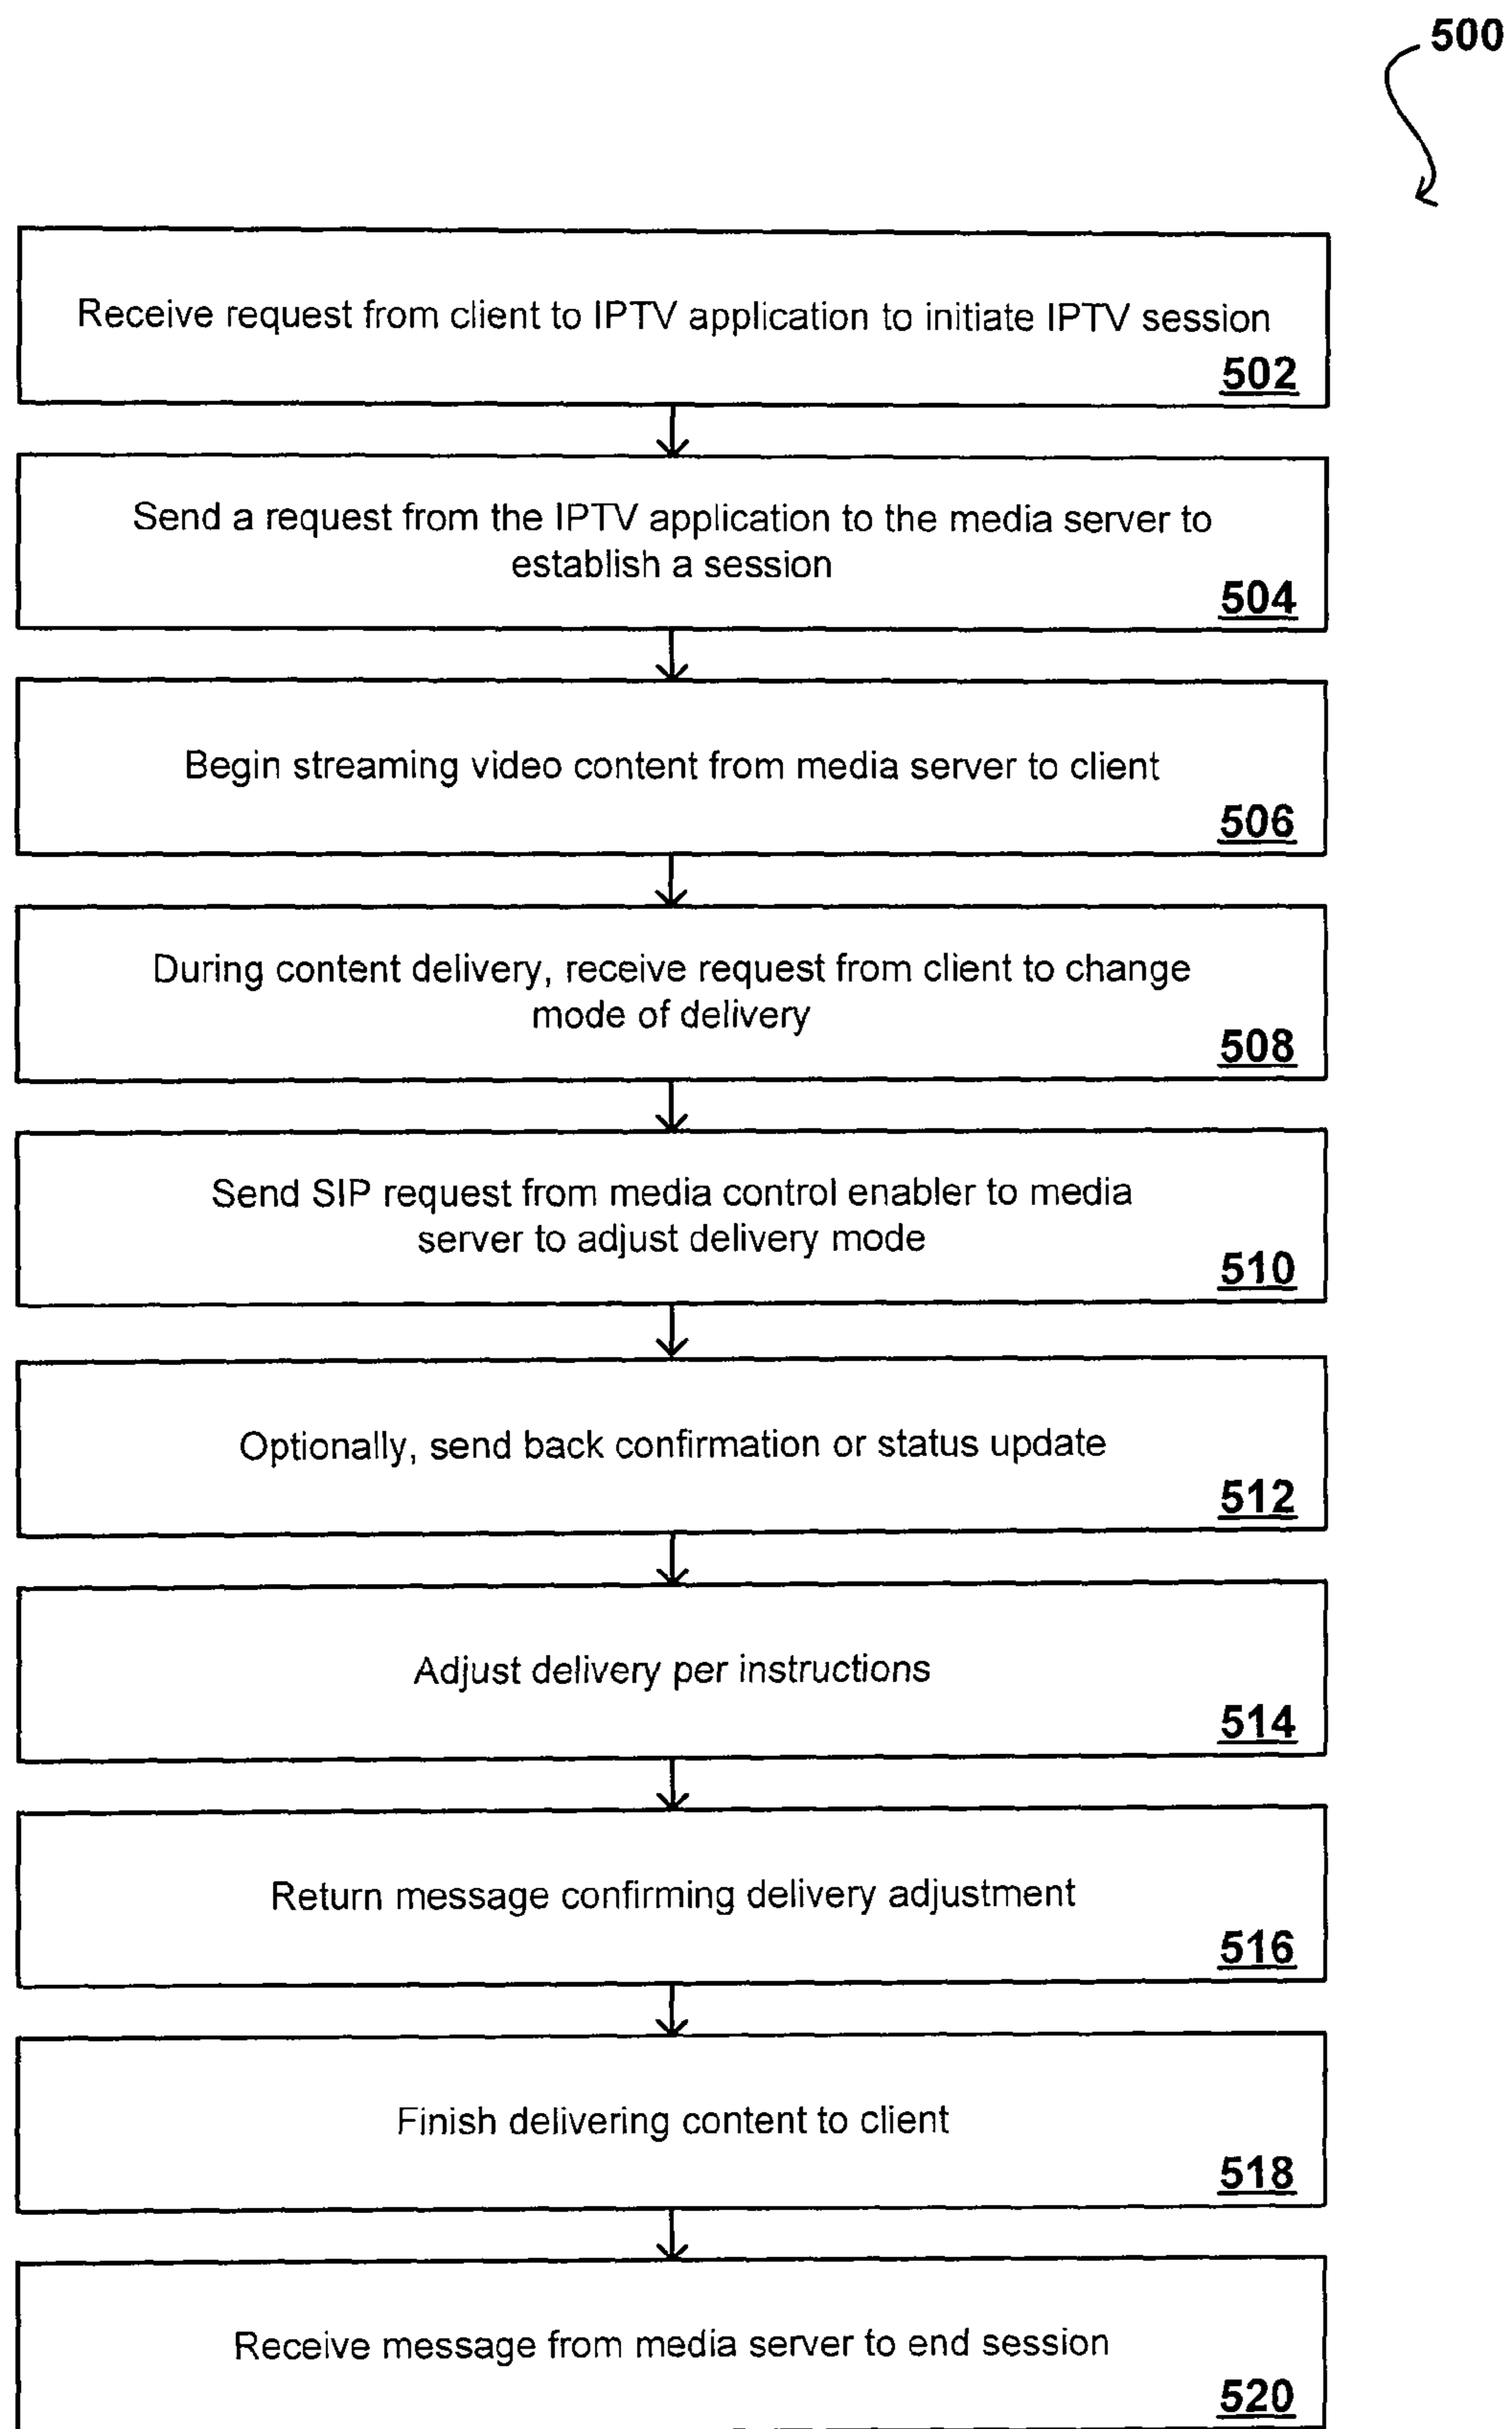 500
Receive request from client to IPTV application to initiate IPTV session
502
Send a request from the IPTV application to the media server to
establish a session
504
Begin streaming video content from media server to client
506
During content delivery, receive request from client to change
mode of delivery
508
Send SIP request from media control enabler to media
server to adjust delivery mode
510
Optionally, send back confirmation or status update
512
Adjust delivery per instructions
514
Return message confirming delivery adjustment
516
Finish delivering content to client
518
Receive message from media server to end session
520